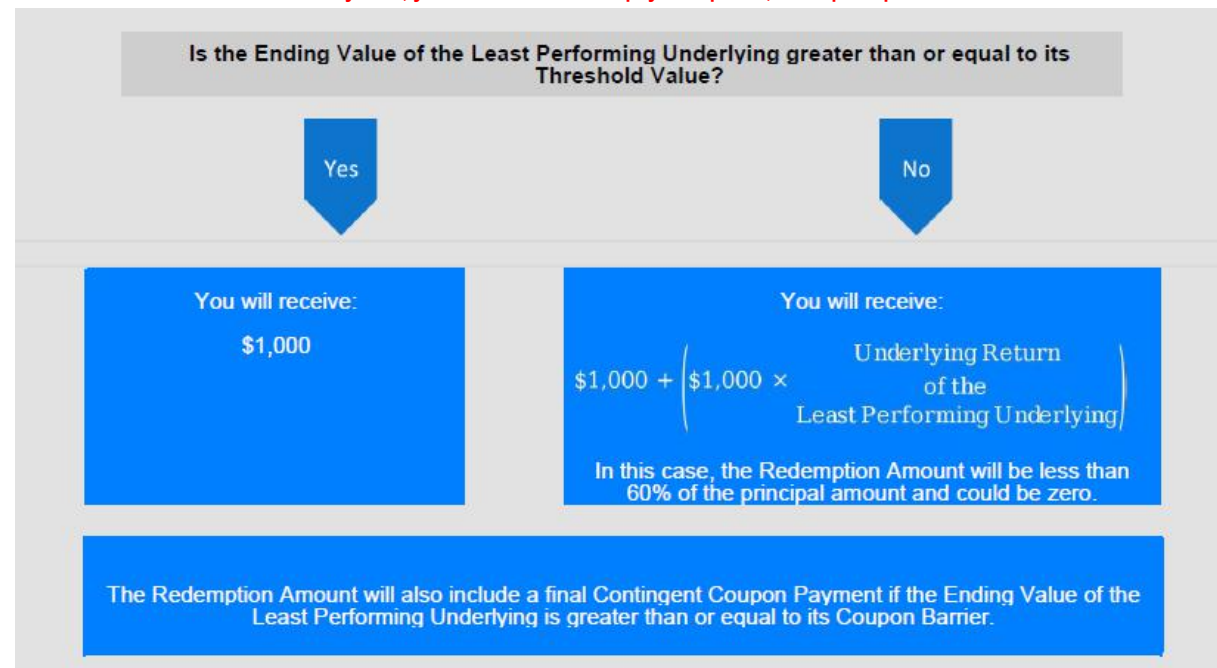 Is the Ending Value of the Least Performing Underlying greater than or equal to its
Threshold Value?
Yes
No
You will receive:
$1,000
You will receive:
$1,000 + ($1,000 × Underlying Return
of the
Least Performing Underlying)
In this case, the Redemption Amount will be less than
60% of the principal amount and could be zero.
The Redemption Amount will also include a final Contingent Coupon Payment if the Ending Value of the
Least Performing Underlying is greater than or equal to its Coupon Barrier.